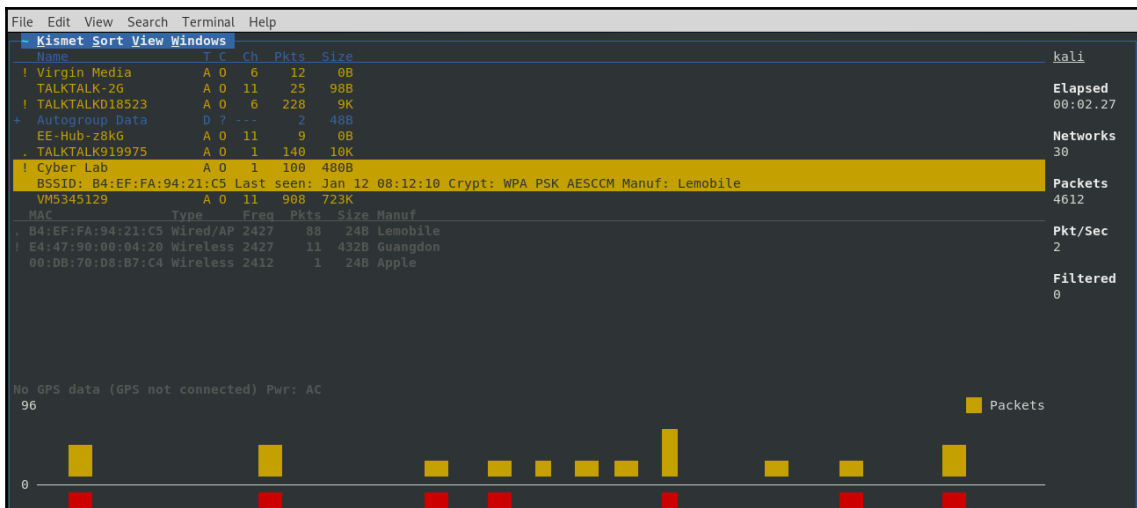 File Edit View Search Terminal Help
~ Kismet Sort View Windows
Name T C Ch Pkts Size
! Virgin Media A O 6 12 0B
TALKTALK-2G A O 11 25 98B
! TALKTALKD18523 A O 6 228 9K
+ Autogroup Data D ? --- 2 48B
EE-Hub-z8kG A O 11 9 0B
. TALKTALK919975 A O 1 140 10K
! Cyber Lab A O 1 100 480B
BSSID: B4:EF:FA:94:21:C5 Last seen: Jan 12 08:12:10 Crypt: WPA PSK AESCCM Manuf: Lemobile
VM5345129 A O 11 908 723K
MAC Type Freq Pkts Size Manuf
. B4:EF:FA:94:21:C5 Wired/AP 2427 88 24B Lemobile
! E4:47:90:00:04:20 Wireless 2427 11 432B Guangdon
00:DB:70:D8:B7:C4 Wireless 2412 1 24B Apple
No GPS data (GPS not connected) Pwr: AC
96
Packets
0
kali
Elapsed
00:02.27
Networks
30
Packets
4612
Pkt/Sec
2
Filtered
0